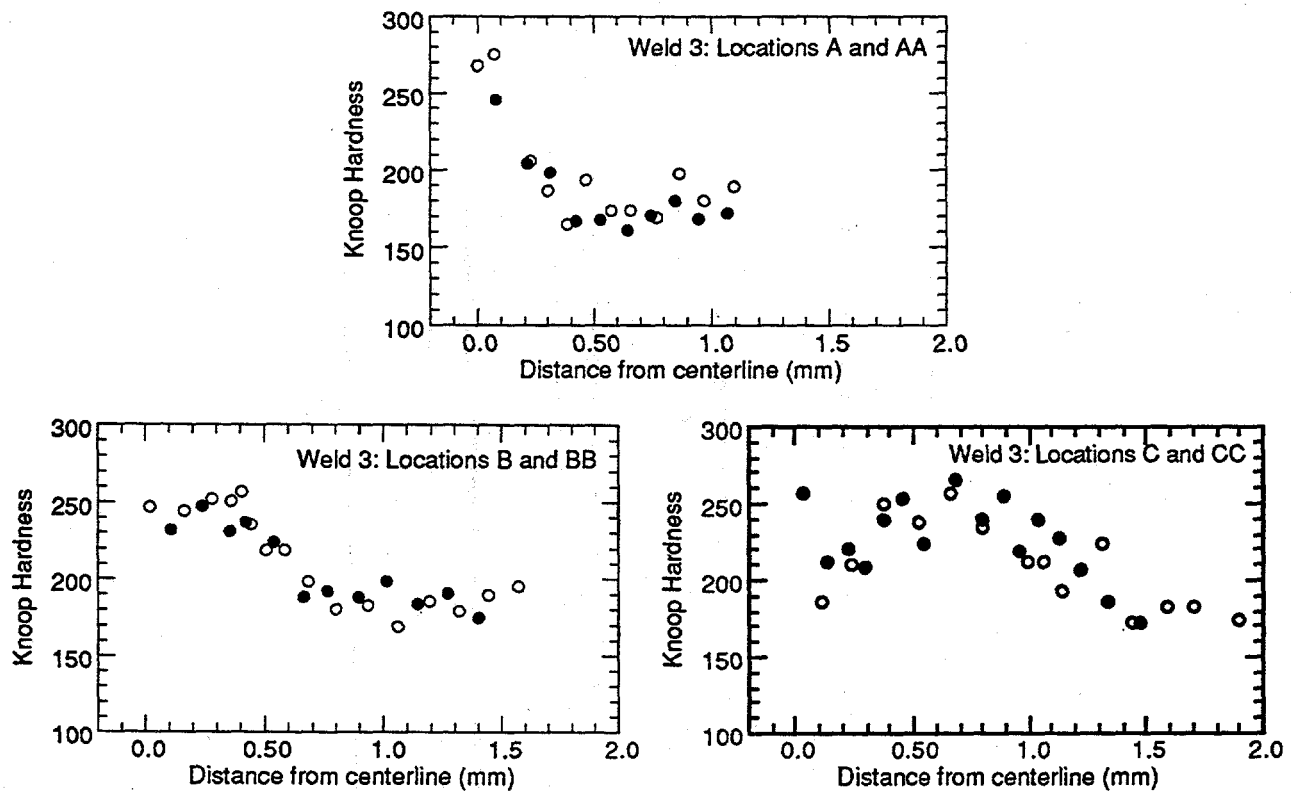 300
Weld 3: Locations A and AA
250
Knoop Hardness
200
150
100
0.0 0.50 1.0 1.5 2.0
Distance from centerline (mm)
300
Weld 3: Locations B and BB
250
Knoop Hardness
200
150
100
0.0 0.50 1.0 1.5 2.0
Distance from centerline (mm)
300
Weld 3: Locations C and CC
250
Knoop Hardness
200
150
100
0.0 0.50 1.0 1.5 2.0
Distance from centerline (mm)